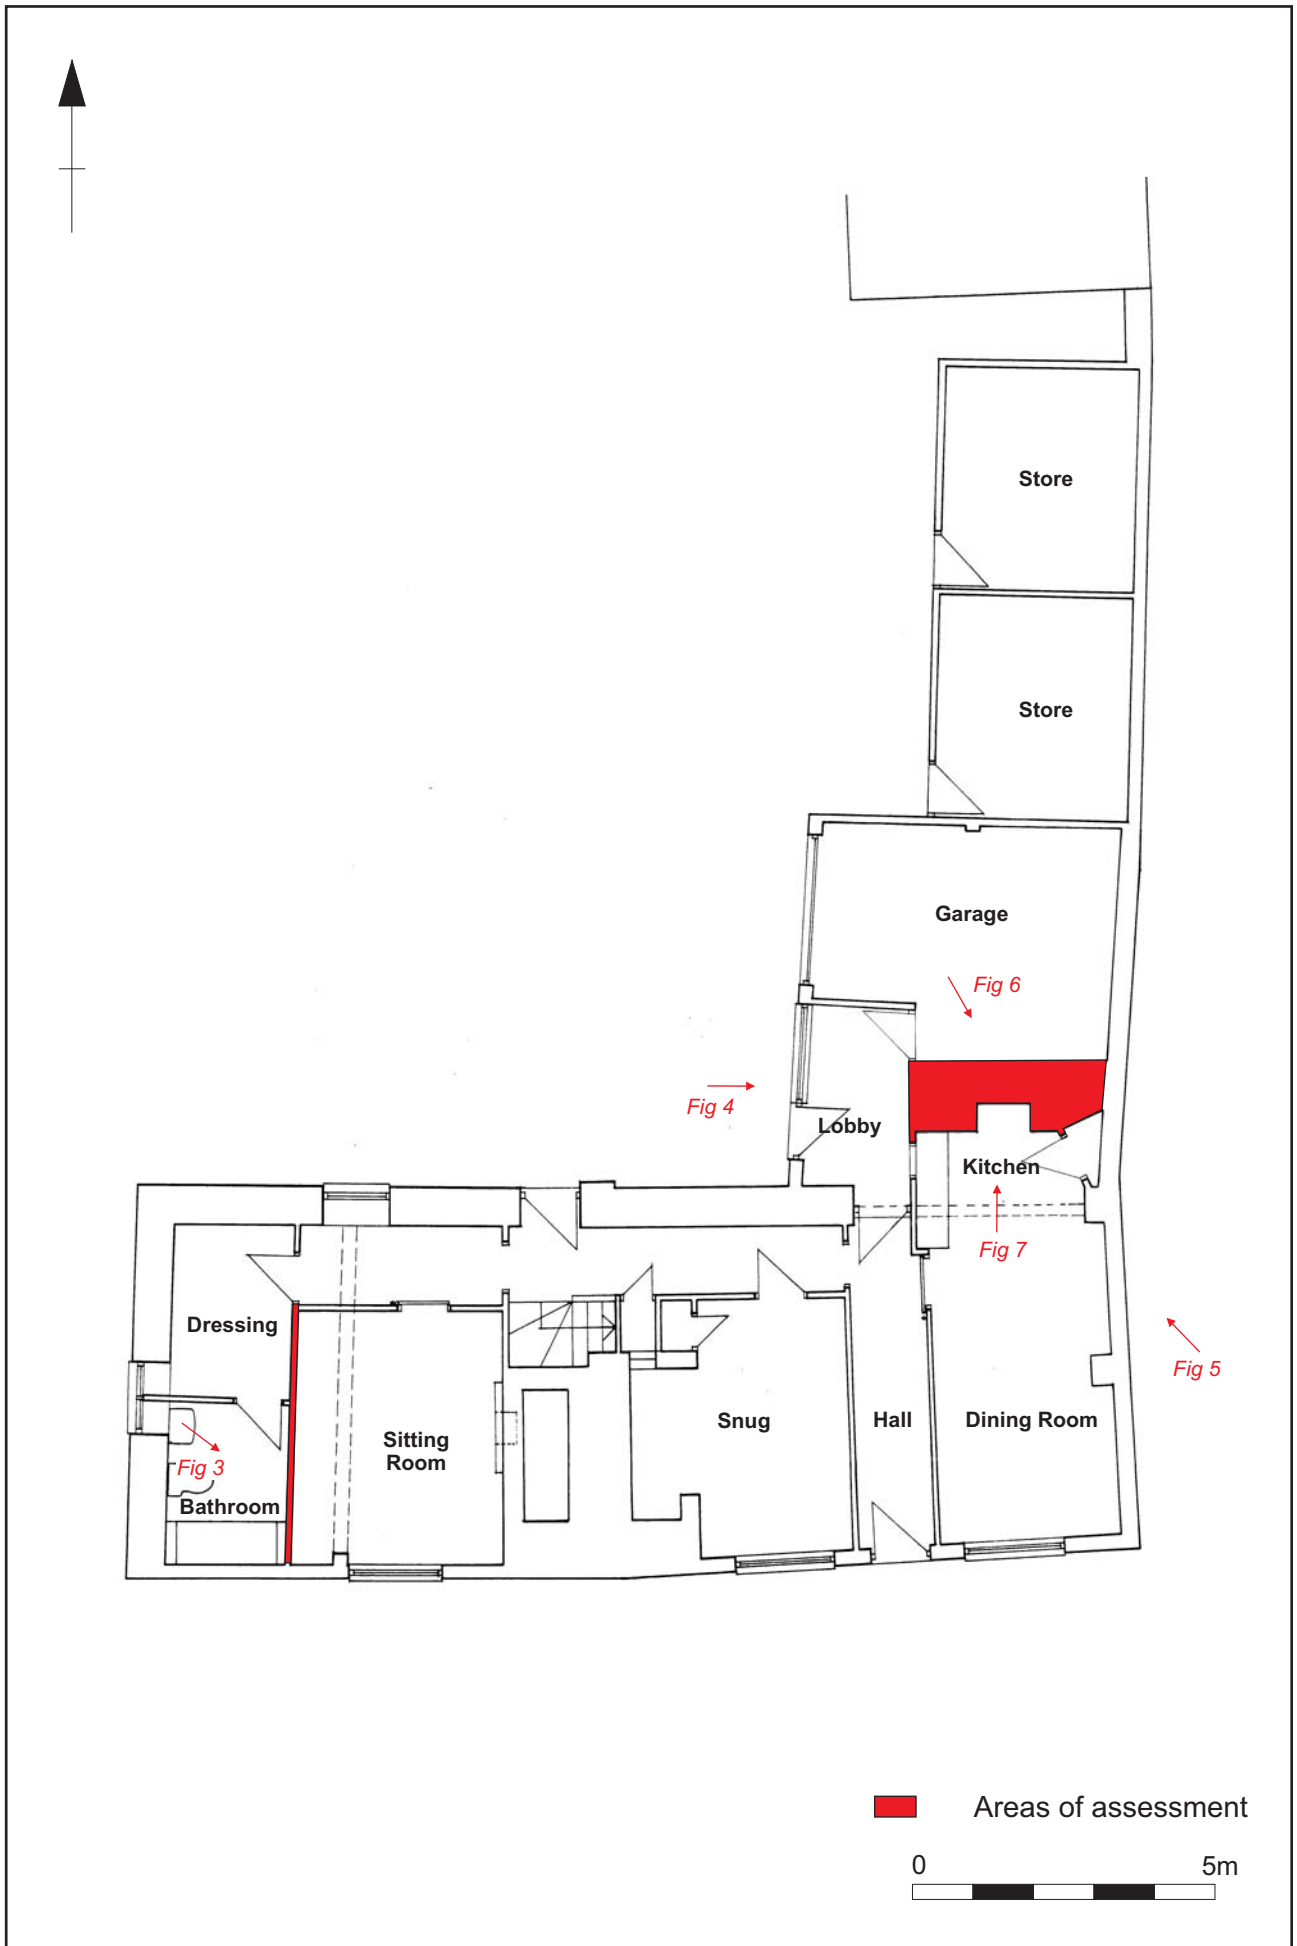 Store
Store
Garage
Fig 6
Fig 4
Lobby
Kitchen
Fig 7
Dressing
Fig 5
Snug
Hall
Dining Room
Sitting
Room
Fig 3
Bathroom
Areas of assessment
0 5m